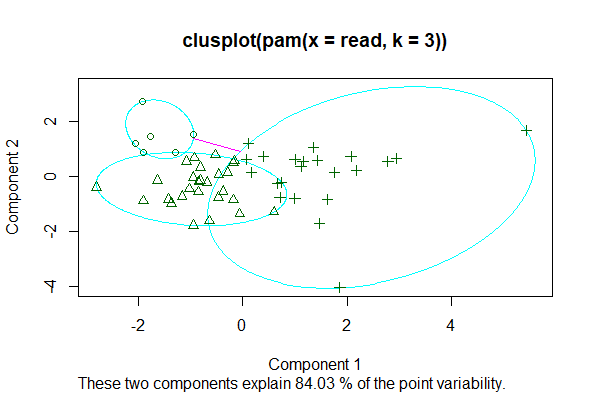 clusplot(pam(x = read, k = 3))
Component 2
2
0
-2
-4
-2
0
2
4
Component 1
These two components explain 84.03 % of the point variability.